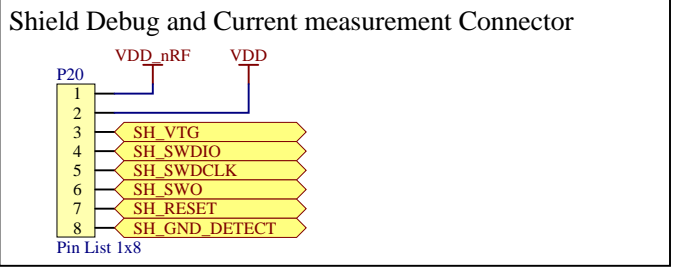 Shield Debug and Current measurement Connector
VDD_nRF VDD
P20
1
2
3 SH_VTG
4 SH_SWDIO
5 SH_SWDCLK
6 SH_SWO
7 SH_RESET
8 SH_GND_DETECT
Pin List 1x8